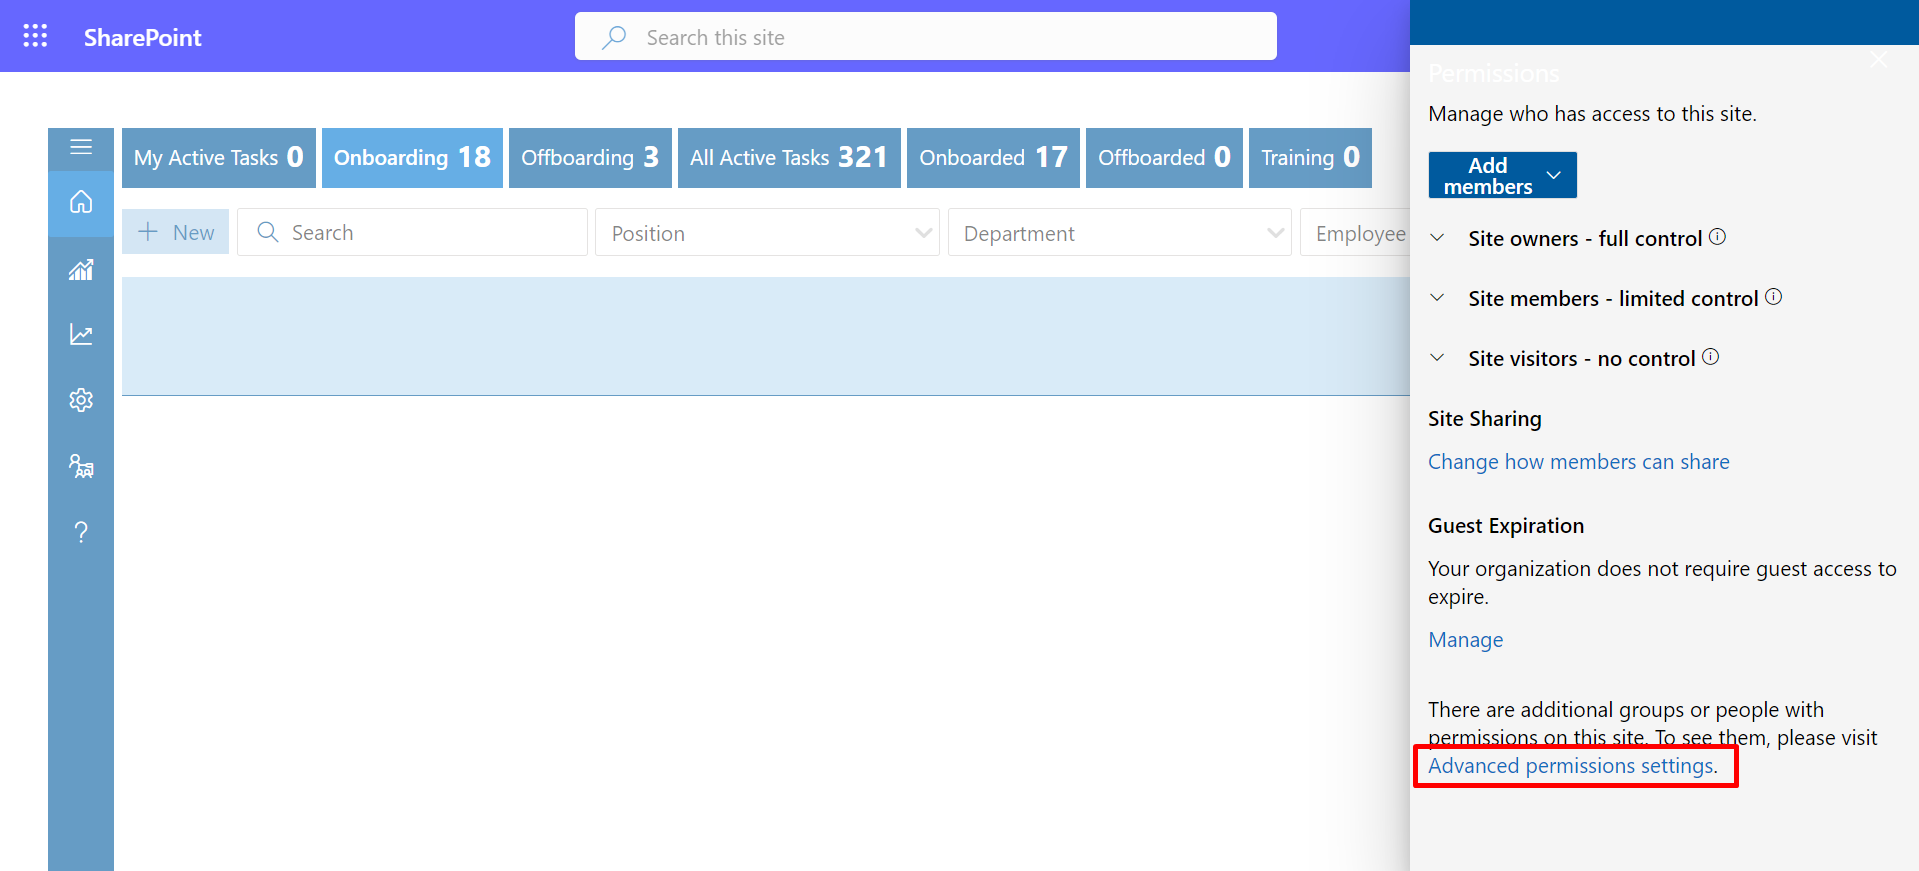 SharePoint
Search this site
Permissions
Manage who has access to this site.
Add
members
My Active Tasks 0
Onboarding 18
Offboarding 3
All Active Tasks 321
Onboarded 17
Offboarded 0
Training 0
New
Search
Position
Department
Employee
Site owners - full control
Site members - limited control
Site visitors - no control
Site Sharing
Change how members can share
Guest Expiration
Your organization does not require guest access to
expire.
Manage
There are additional groups or people with
permissions on this site. To see them, please visit
Advanced permissions settings.